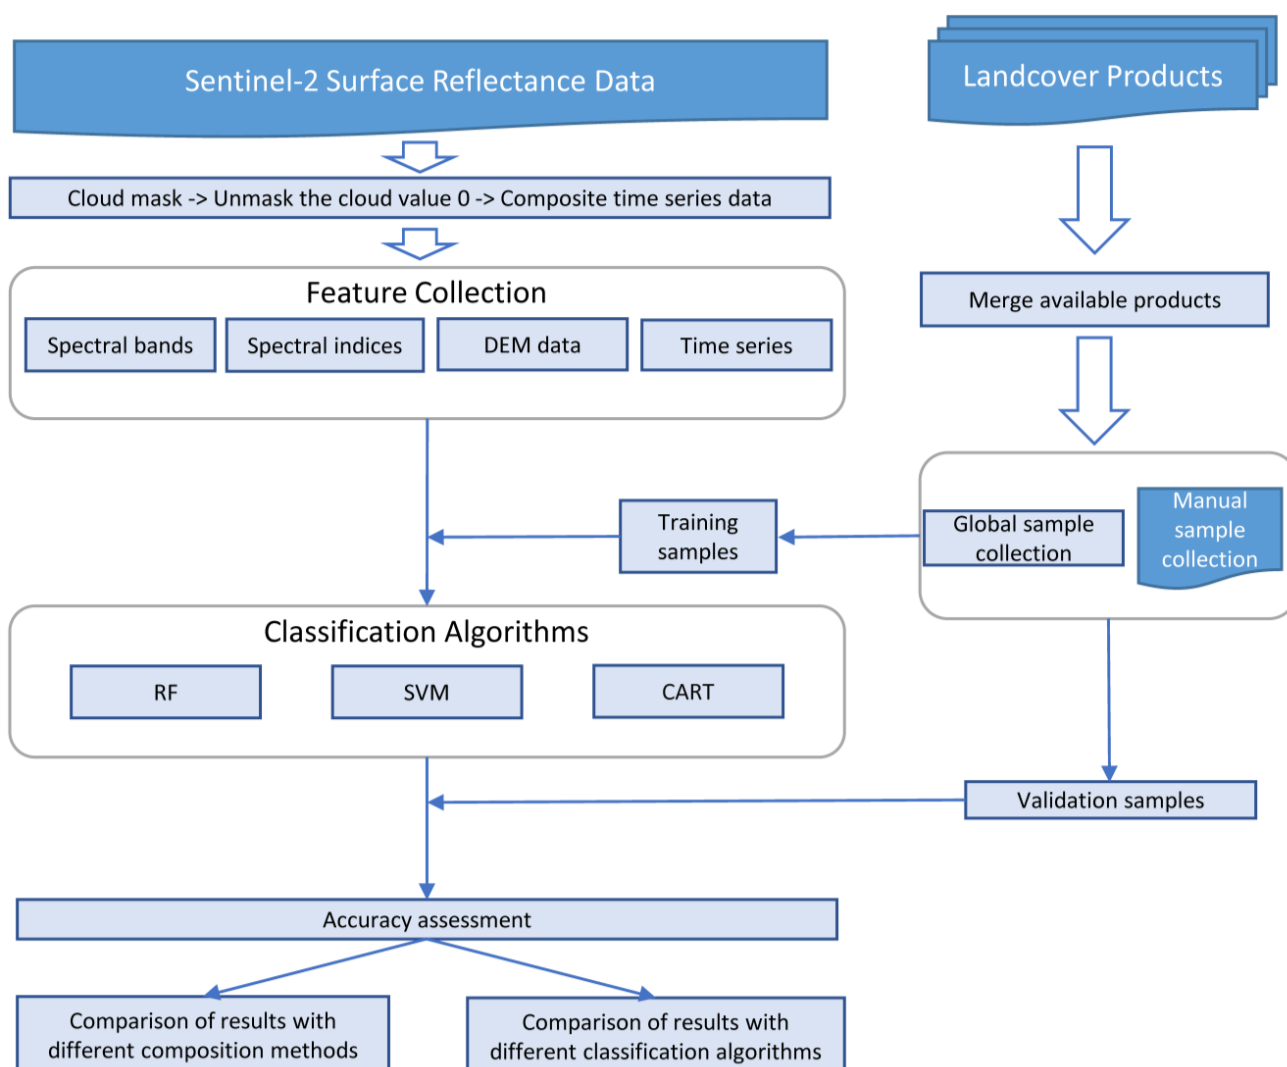 Sentinel-2 Surface Reflectance Data
Landcover Products
Cloud mask -> Unmask the cloud value 0 -> Composite time series data
Feature Collection
Spectral bands
Spectral indices
DEM data
Time series
Merge available products
Training
samples
Global sample
collection
Manual
sample
collection
Classification Algorithms
RF
SVM
CART
Validation samples
Accuracy assessment
Comparison of results with
different composition methods
Comparison of results with
different classification algorithms